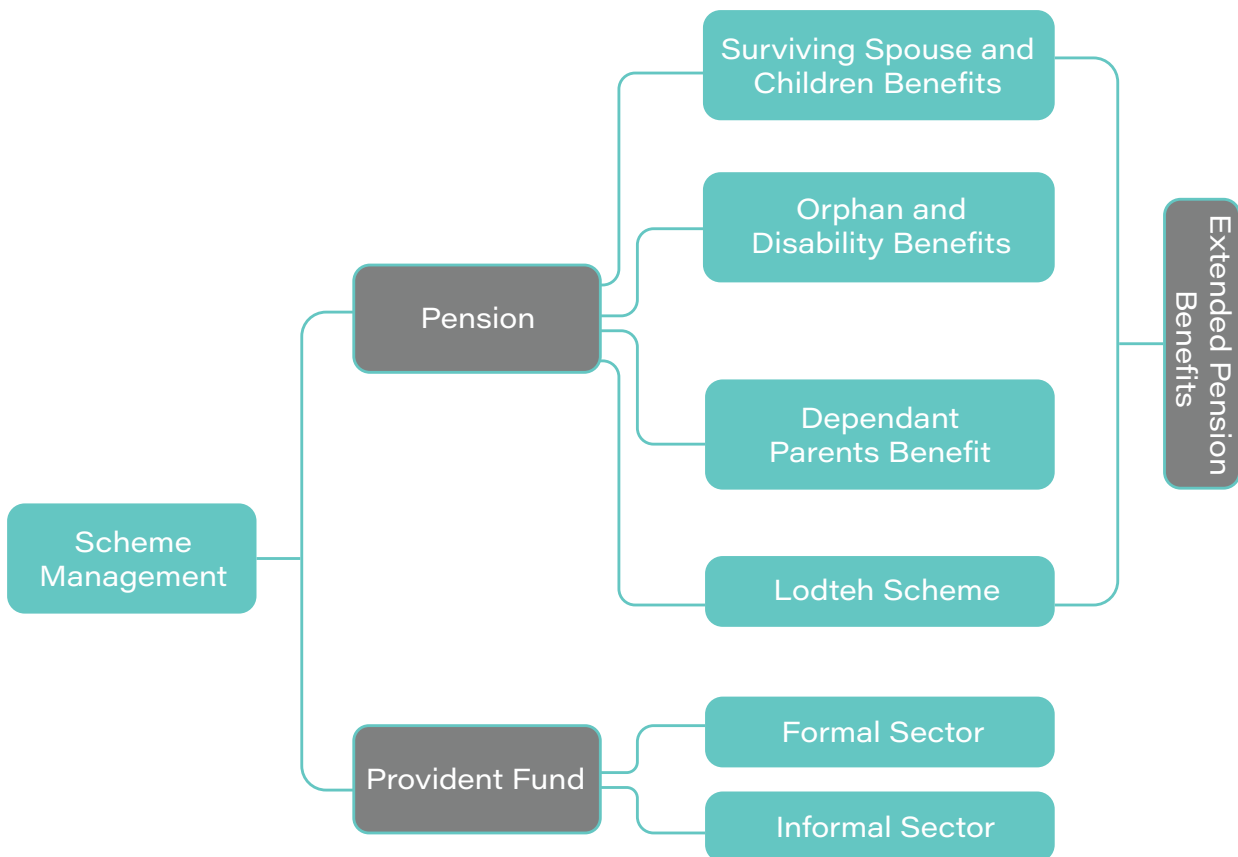 Surviving Spouse and
Children Benefits
Orphan and
Disability Benefits
Pension
Dependant
Parents Benefit
Extended Pension
Benefits
Scheme
Management
Lodteh Scheme
Formal Sector
Provident Fund
Informal Sector